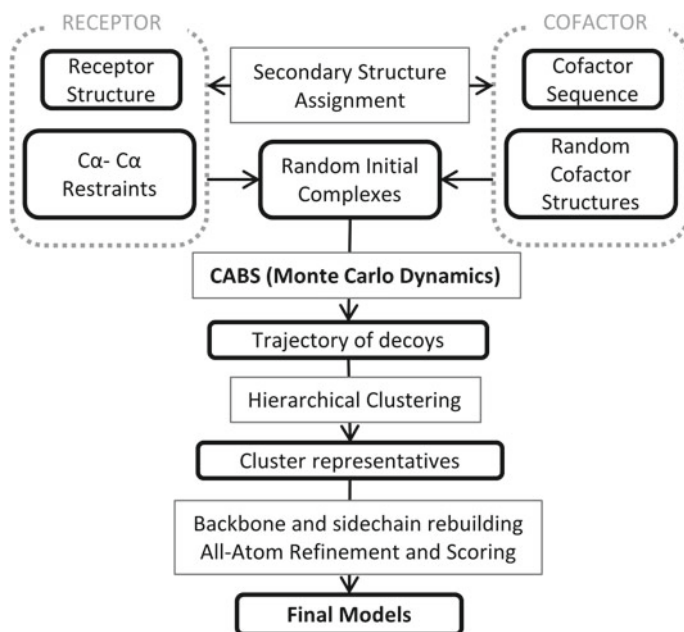 RECEPTOR
COFACTOR
Receptor
Structure
Secondary Structure
Assignment
Cofactor
Sequence
Cα- Cα
Restraints
Random Initial
Complexes
Random
Cofactor
Structures
CABS (Monte Carlo Dynamics)
Trajectory of decoys
Hierarchical Clustering
Cluster representatives
Backbone and sidechain rebuilding
All-Atom Refinement and Scoring
Final Models